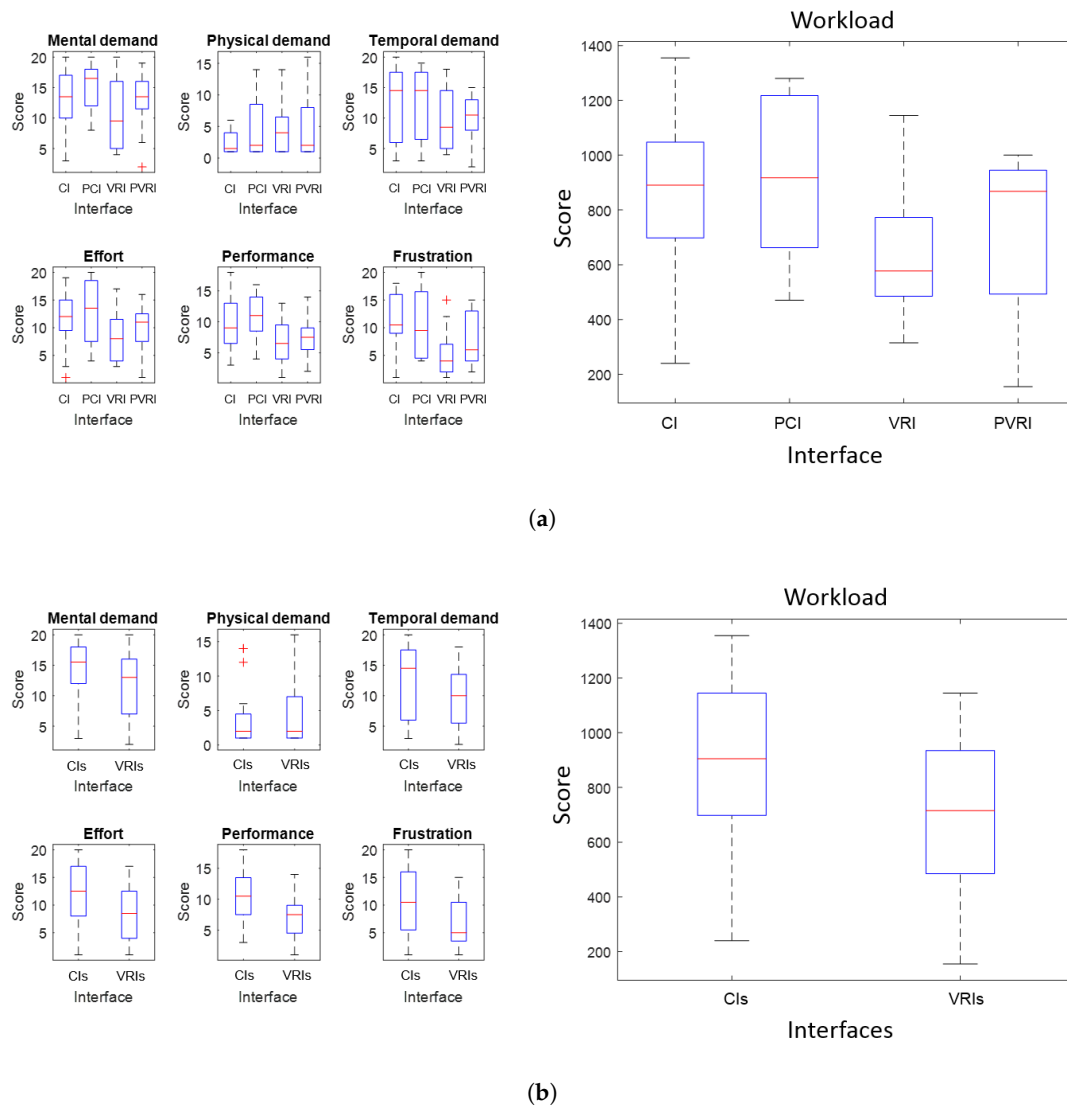 Mental demand
Score
20
15
10
5
CI PCI VRI PVRI
Interface
Physical demand
Score
15
10
5
0
CI PCI VRI PVRI
Interface
Temporal demand
Score
20
15
10
5
CI PCI VRI PVRI
Interface
Effort
Score
20
15
10
5
CI PCI VRI PVRI
Interface
Performance
Score
15
10
5
CI PCI VRI PVRI
Interface
Frustration
Score
20
15
10
5
CI PCI VRI PVRI
Interface
Workload
Score
1400
1200
1000
800
600
400
200
CI PCI VRI PVRI
Interface
(a)
Mental demand
Score
20
15
10
5
CIs VRIs
Interface
Physical demand
Score
15
10
5
0
CIs VRIs
Interface
Temporal demand
Score
20
15
10
5
CIs VRIs
Interface
Effort
Score
20
15
10
5
CIs VRIs
Interface
Performance
Score
15
10
5
CIs VRIs
Interface
Frustration
Score
20
15
10
5
CIs VRIs
Interface
Workload
Score
1400
1200
1000
800
600
400
200
CIs VRIs
Interfaces
(b)